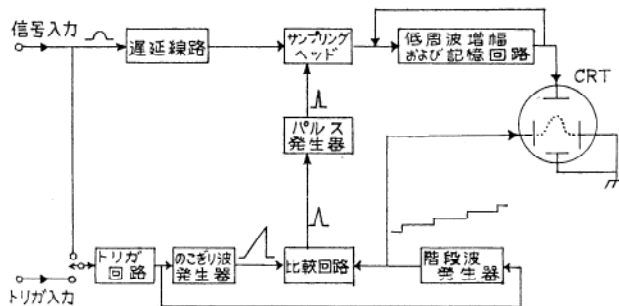 信号入力
遅延線路
サンプリング
ヘッド
低周波増幅
および記憶回路
CRT
パルス
発生器
トリガ入力
トリガ
回路
のこぎり波
発生器
比較回路
階段波
発生器